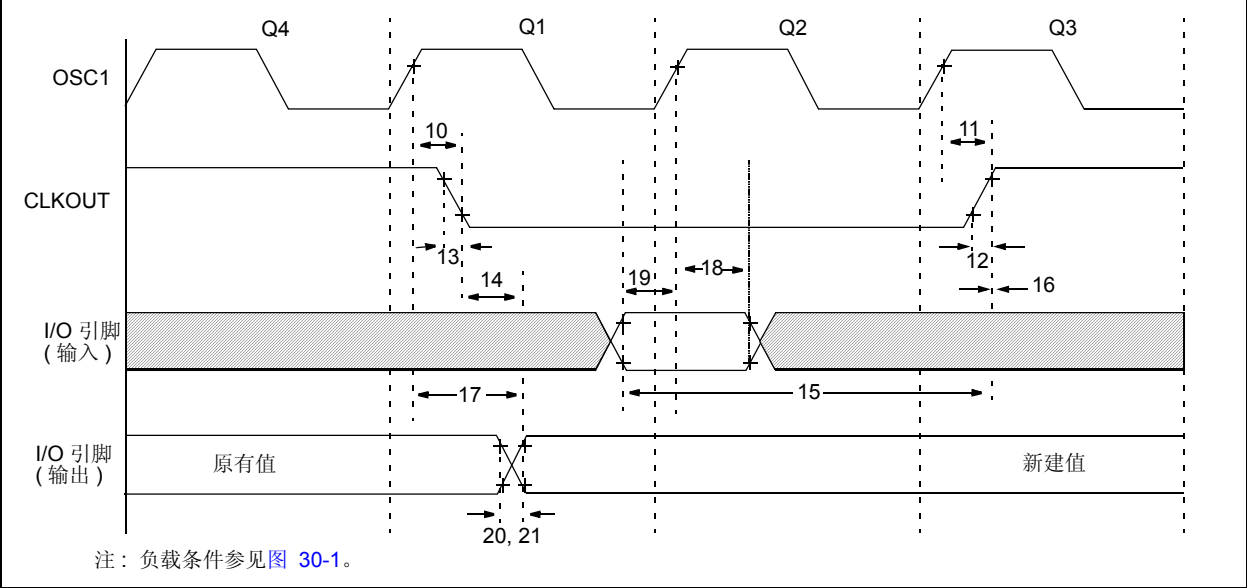 Q4
Q1
Q2
Q3
OSC1
10
11
CLKOUT
13
12
14
19
18
16
I/O 引脚
( 输入 )
17
15
I/O 引脚
( 输出 )
原有值
新建值
20, 21
注 : 负载条件参见图 30-1。